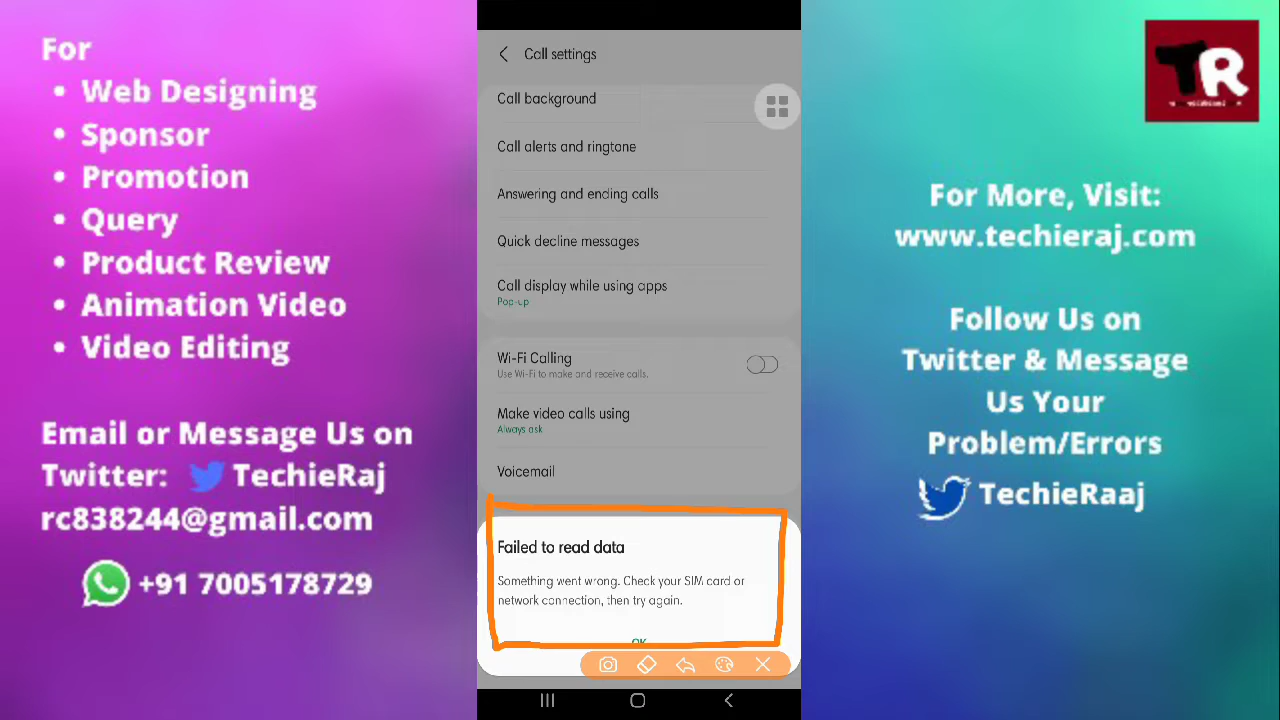 For
• Web Designing
• Sponsor
• Promotion
• Query
• Product Review
• Animation Video
• Video Editing
Email or Message Us on
Twitter: TechieRaj
rc838244@gmail.com
+91 7005178729
Call settings
Call background
Call alerts and ringtone
Answering and ending calls
Quick decline messages
Call display while using apps
Pop-up
Wi-Fi Calling
Use Wi-Fi to make and receive calls.
Make video calls using
Always ask
Voicemail
Failed to read data
Something went wrong. Check your SIM card or
network connection, then try again.
OK
TR
For More, Visit:
www.techieraj.com
Follow Us on
Twitter & Message
Us Your
Problem/Errors
TechieRaaj